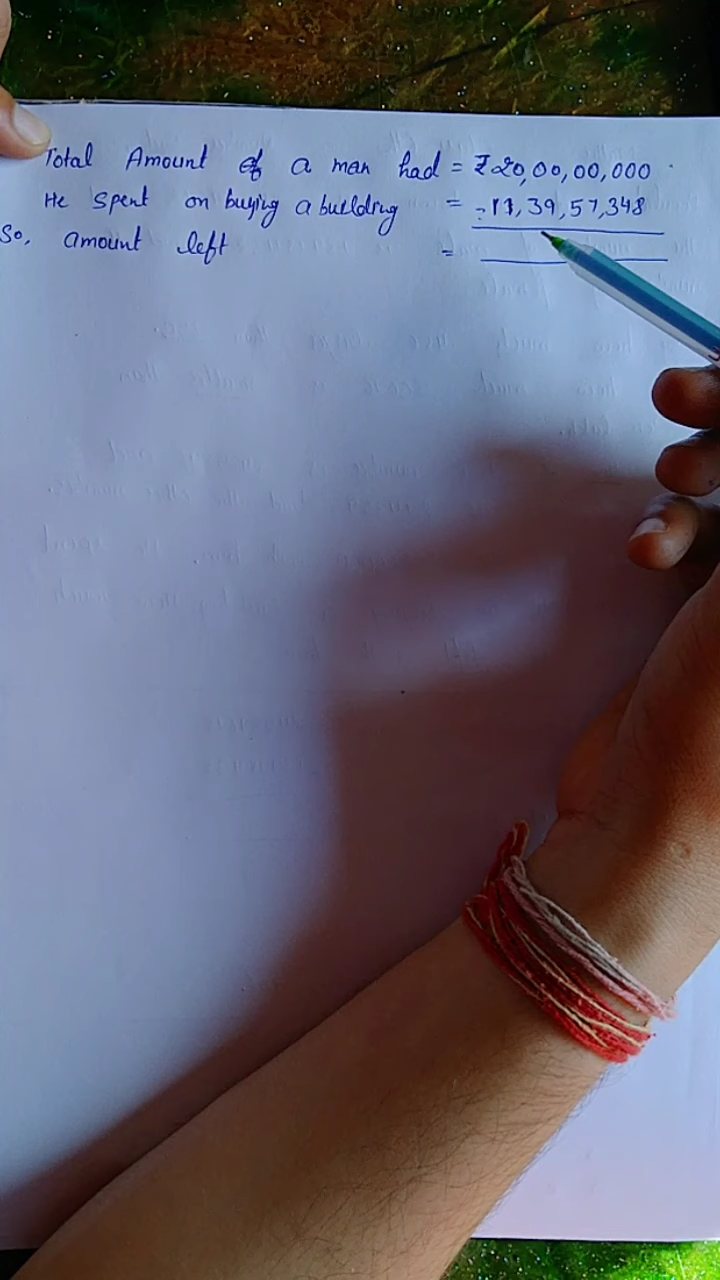 Total Amount of a man had = ₹20,00,00,000
He spent on buying a building = -11,39,57,348
So, amount left =